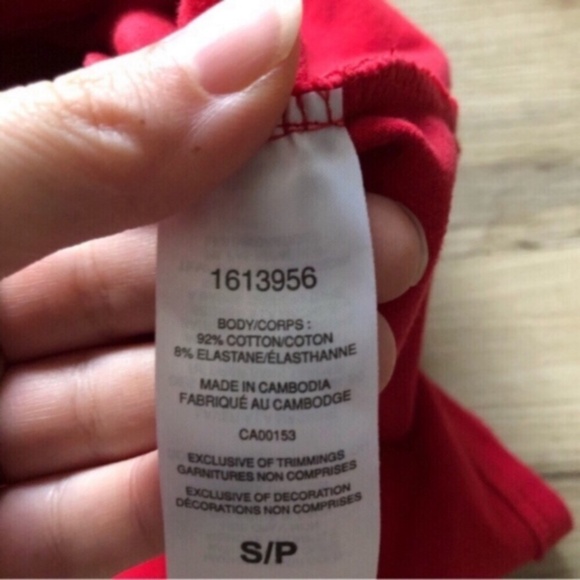 1613956
BODY/CORPS :
92% COTTON/COTON
8% ELASTANE/ÉLASTHANNE
MADE IN CAMBODIA
FABRIQUÉ AU CAMBODGE
CA00153
EXCLUSIVE OF TRIMMINGS
GARNITURES NON COMPRISES
EXCLUSIVE OF DECORATION
DÉCORATIONS NON COMPRISES
S/P